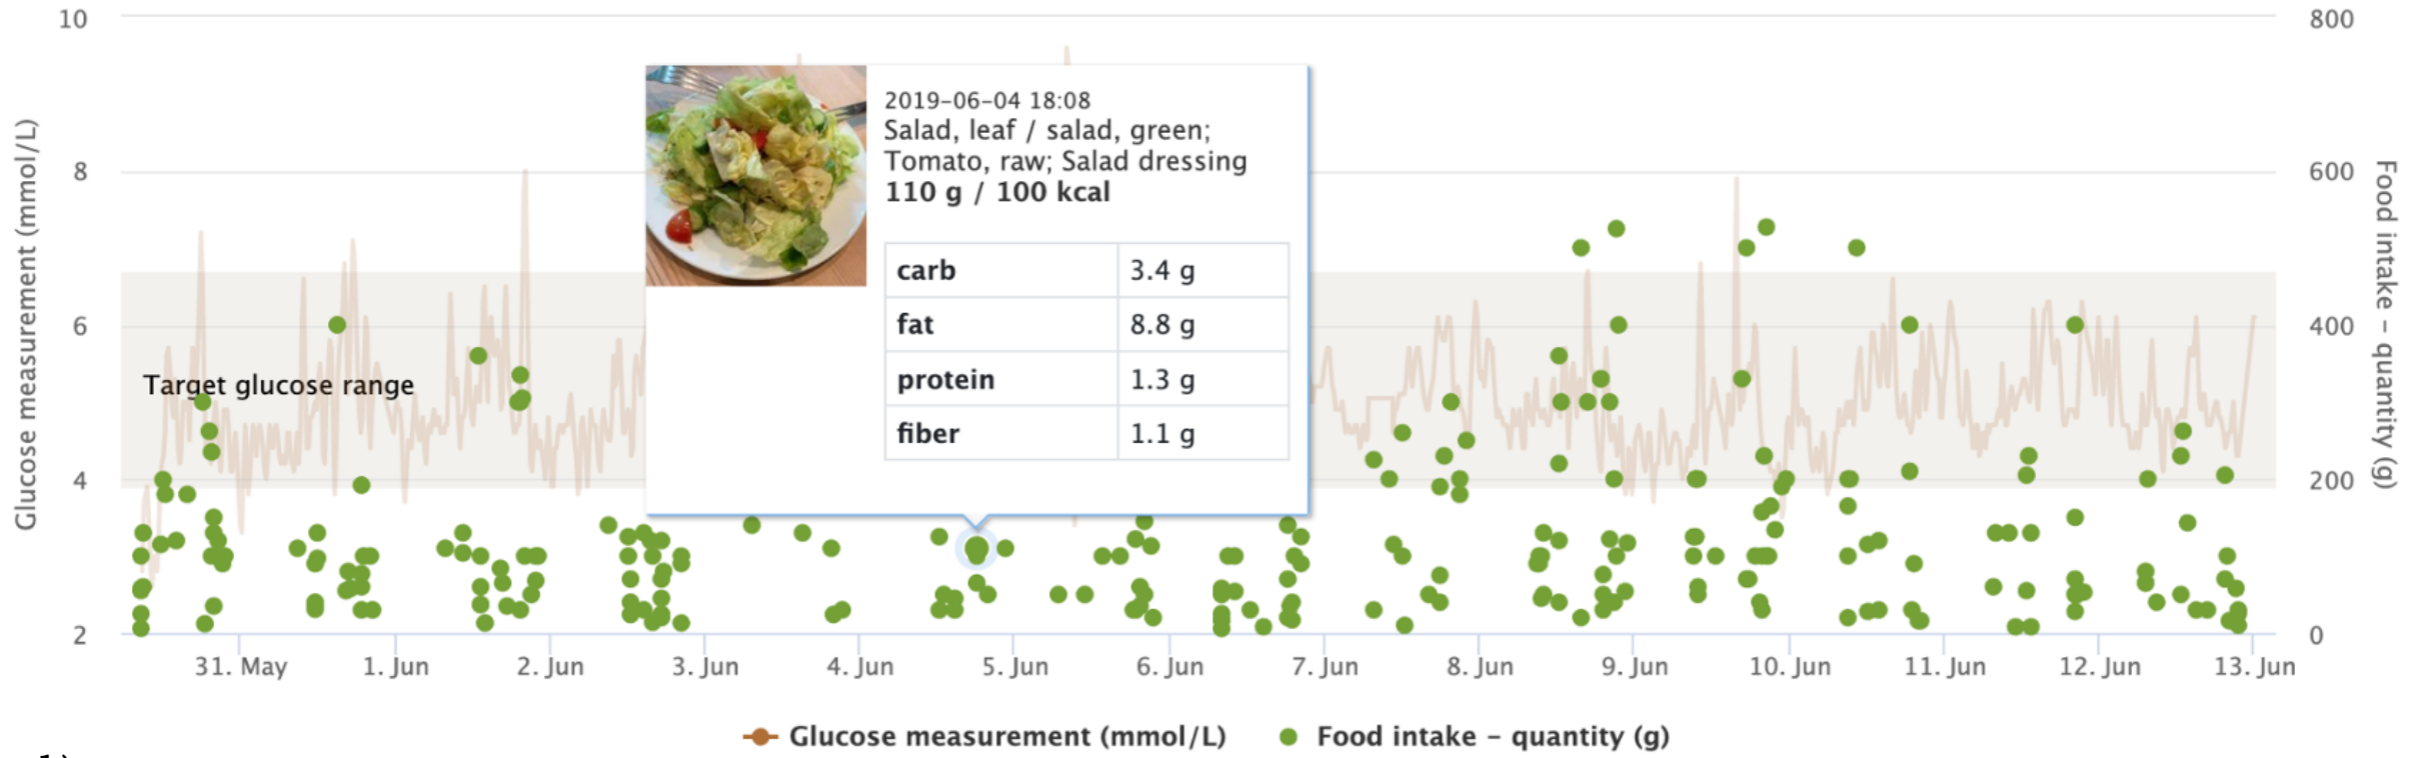 10
8
6
4
2
Glucose measurement (mmol/L)
800
600
400
200
0
Food intake – quantity (g)
Target glucose range
2019-06-04 18:08
Salad, leaf / salad, green;
Tomato, raw; Salad dressing
110 g / 100 kcal
carb 3.4 g
fat 8.8 g
protein 1.3 g
fiber 1.1 g
31. May 1. Jun 2. Jun 3. Jun 4. Jun 5. Jun 6. Jun 7. Jun 8. Jun 9. Jun 10. Jun 11. Jun 12. Jun 13. Jun
Glucose measurement (mmol/L) Food intake – quantity (g)